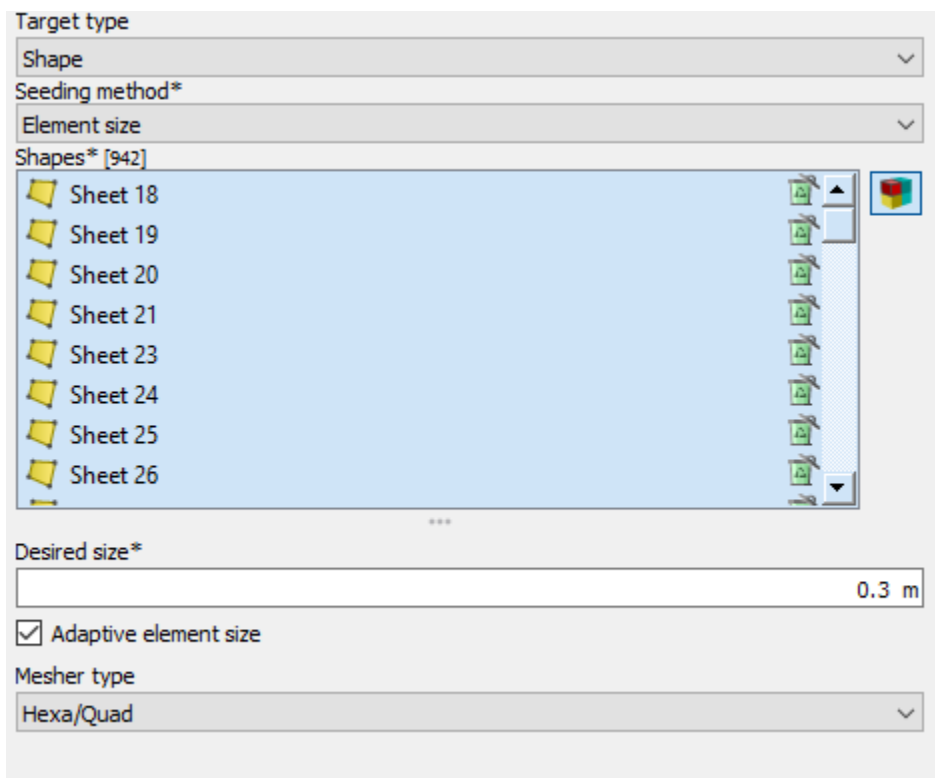 Target type
Shape
Seeding method*
Element size
Shapes* [942]
Sheet 18
Sheet 19
Sheet 20
Sheet 21
Sheet 23
Sheet 24
Sheet 25
Sheet 26
Desired size*
0.3 m
Adaptive element size
Mesher type
Hexa/Quad